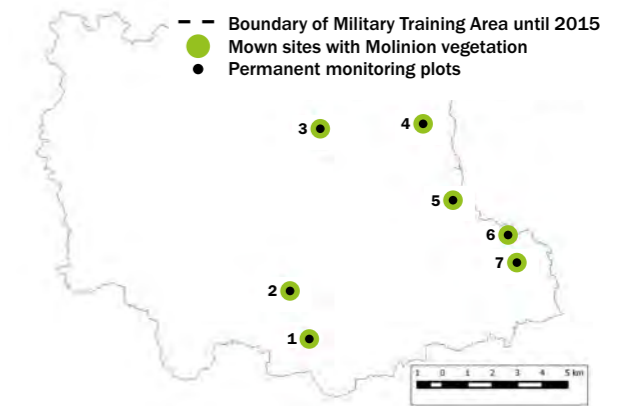 Boundary of Military Training Area until 2015
Mown sites with Molinion vegetation
Permanent monitoring plots
3
4
5
6
7
2
1
1 0 1 2 3 4 5 km